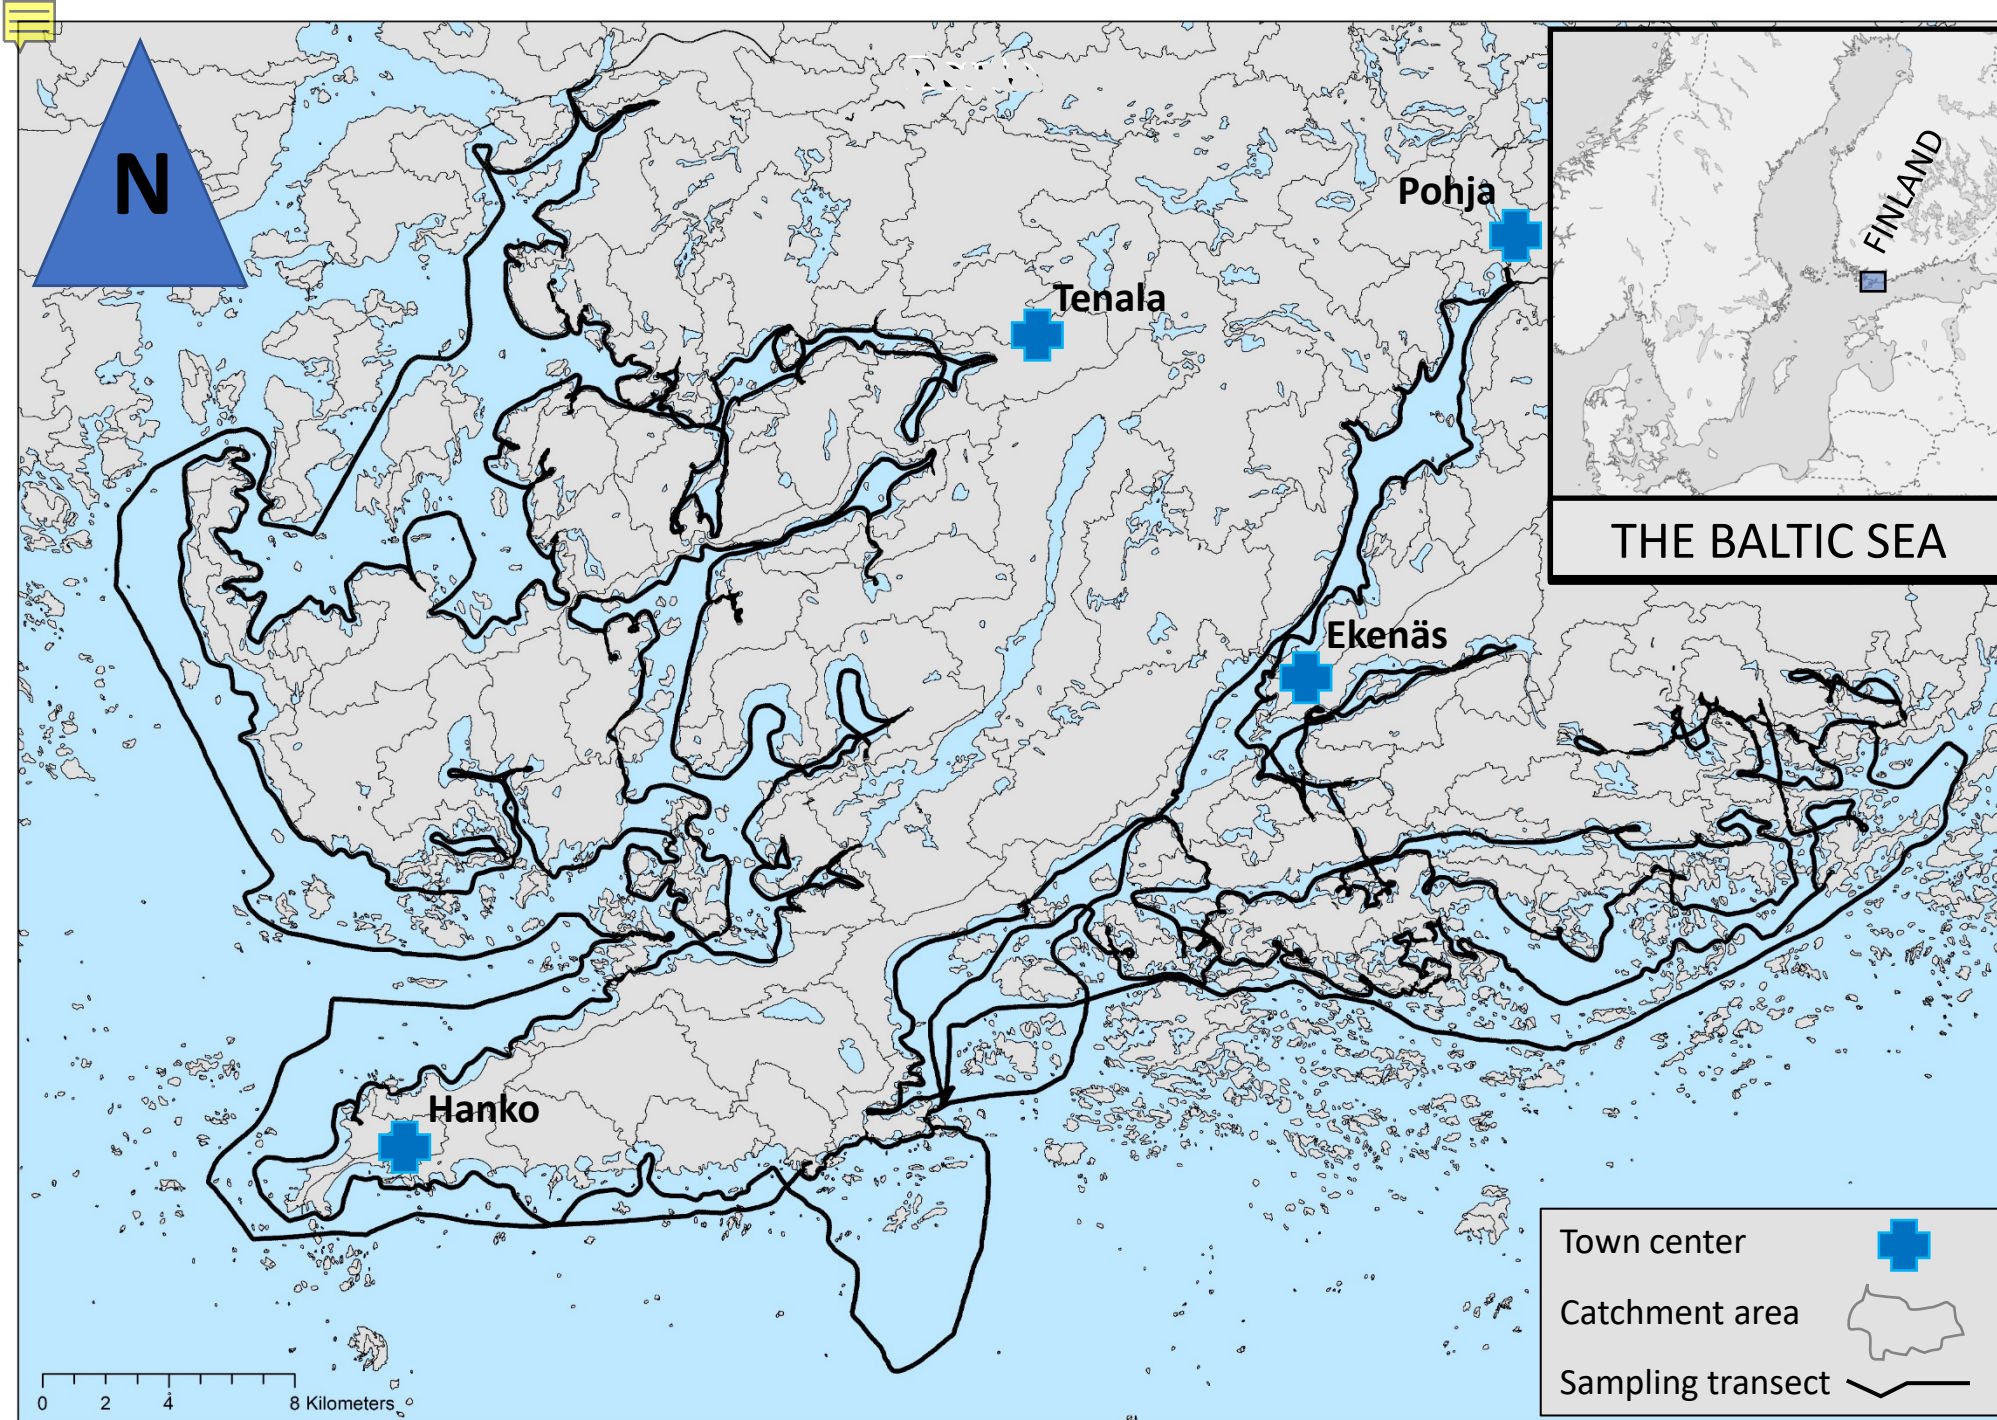 N
Pohja
Tenala
Ekenäs
Hanko
FINLAND
THE BALTIC SEA
Town center
Catchment area
Sampling transect
0 2 4 8 Kilometers